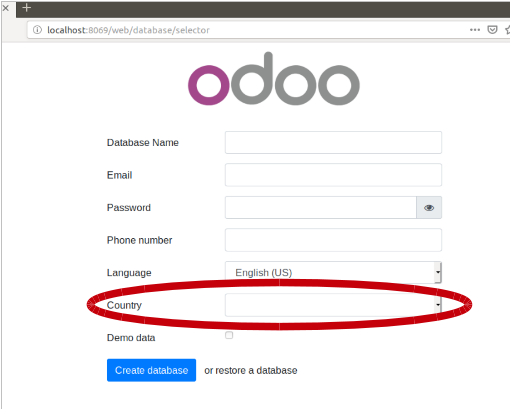 localhost:8069/web/database/selector
odoo
Database Name
Email
Password
Phone number
Language English (US)
Country
Demo data
Create database or restore a database